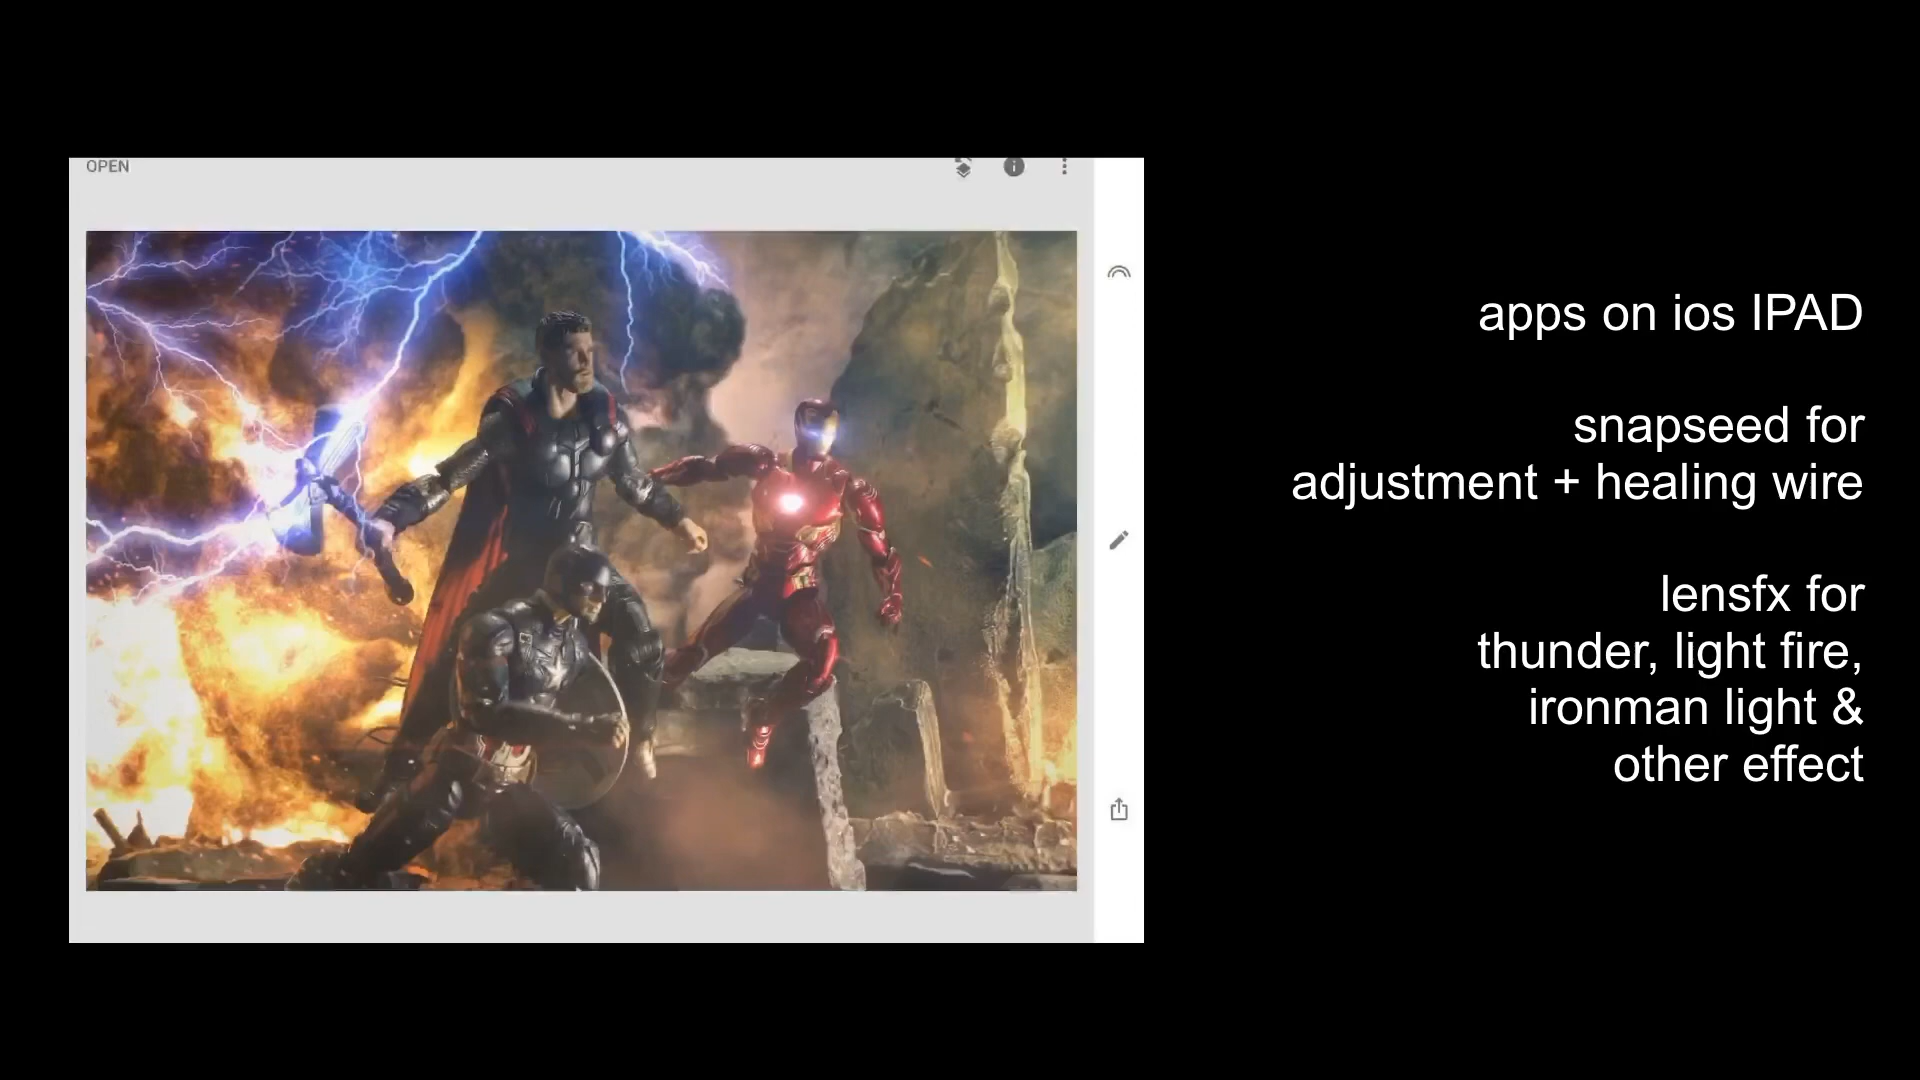 OPEN
apps on ios IPAD
snapseed for
adjustment + healing wire
lensfx for
thunder, light fire,
ironman light &
other effect